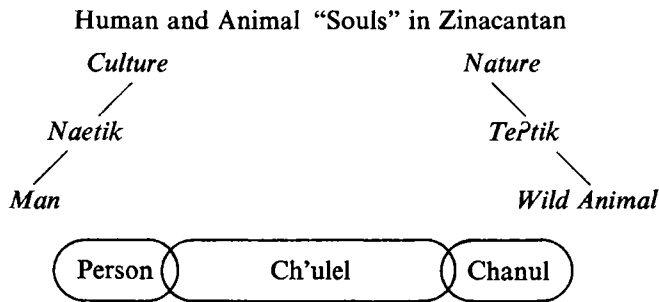 Human and Animal “Souls” in Zinacantan
Culture Nature
Naetik Teʔtik
Man Wild Animal
Person Ch'ulel Chanul